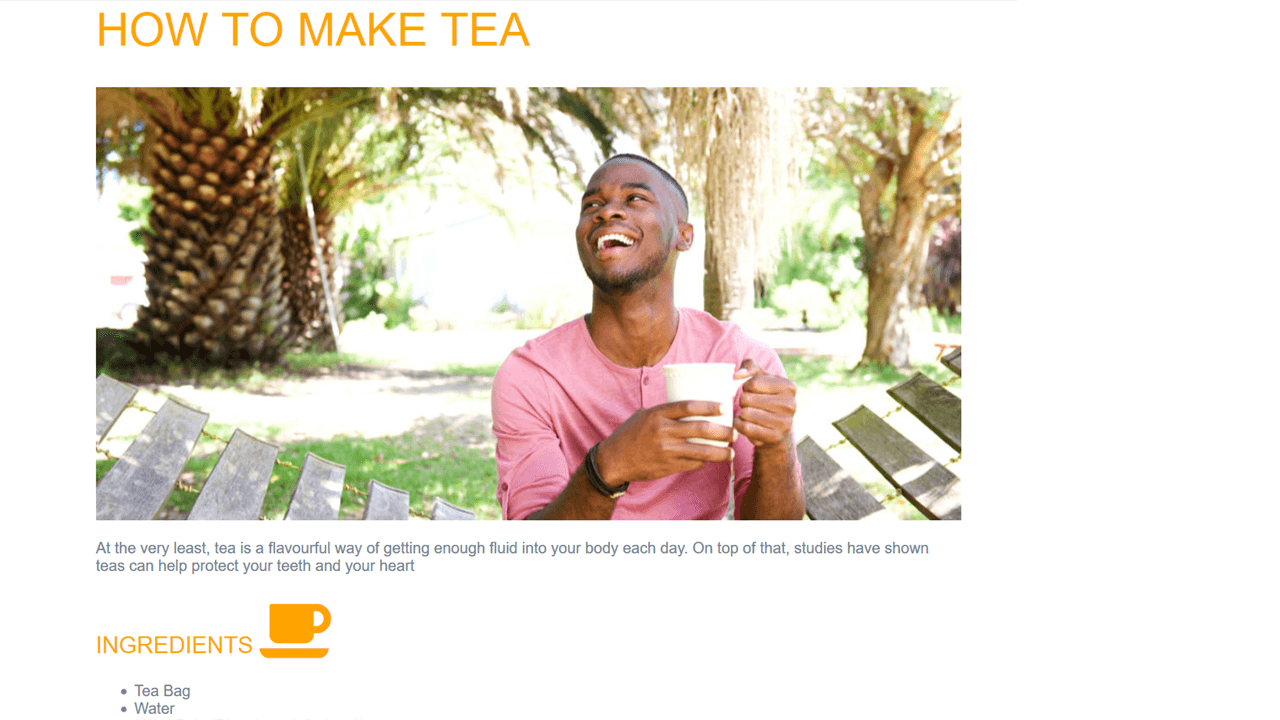 HOW TO MAKE TEA
At the very least, tea is a flavourful way of getting enough fluid into your body each day. On top of that, studies have shown
teas can help protect your teeth and your heart
INGREDIENTS
Tea Bag
Water